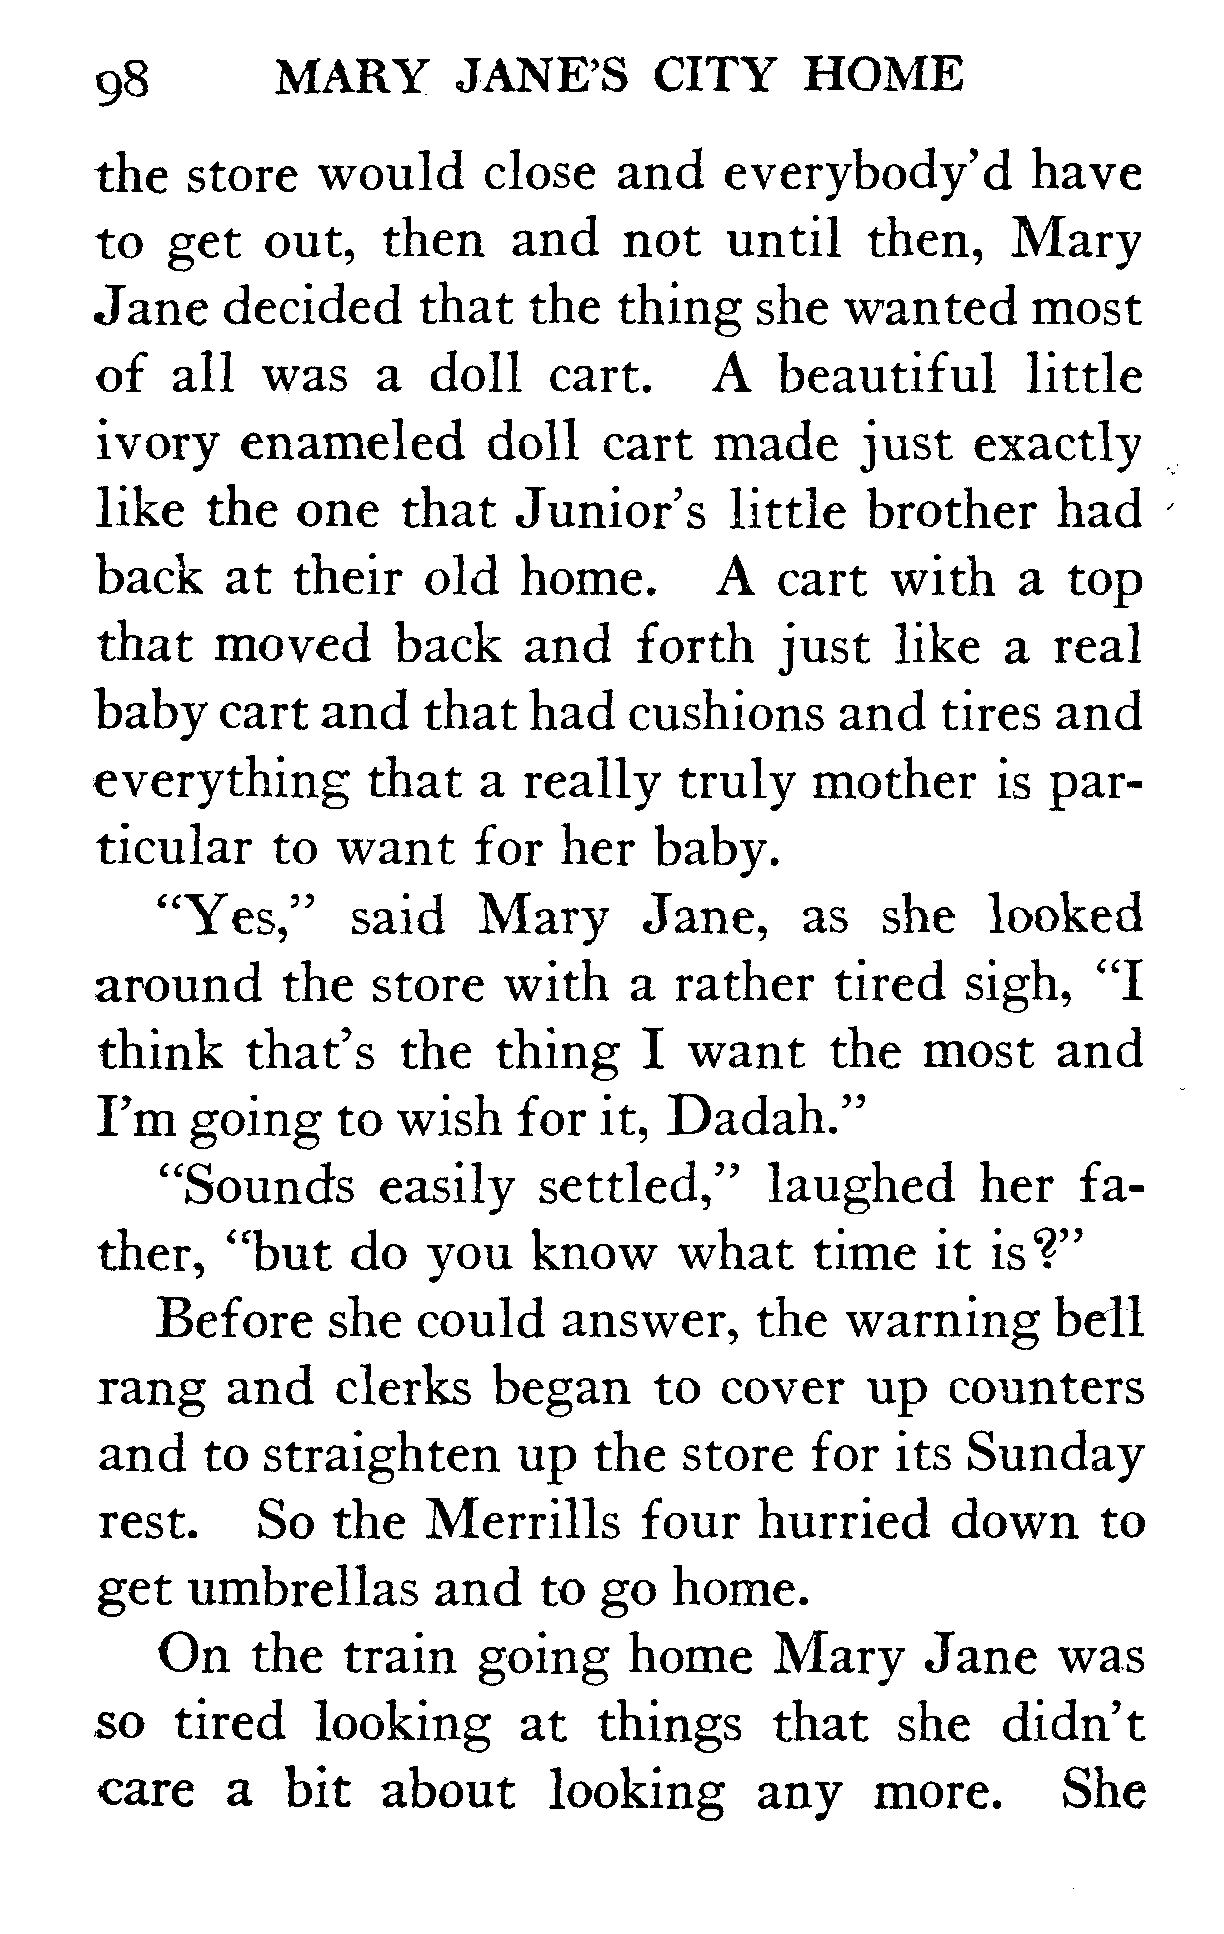 98 MARY JANE'S CITY HOME
the store would close and everybody'd have
to get out, then and not until then, Mary
Jane decided that the thing she wanted most
of all was a doll cart. A beautiful little
ivory enameled doll cart made just exactly
like the one that Junior's little brother had
back at their old home. A cart with a top
that moved back and forth just like a real
baby cart and that had cushions and tires and
everything that a really truly mother is par-
ticular to want for her baby.
"Yes," said Mary Jane, as she looked
around the store with a rather tired sigh, "I
think that's the thing I want the most and
I'm going to wish for it, Dadah."
"Sounds easily settled," laughed her fa-
ther, "but do you know what time it is?"
Before she could answer, the warning bell
rang and clerks began to cover up counters
and to straighten up the store for its Sunday
rest. So the Merrills four hurried down to
get umbrellas and to go home.
On the train going home Mary Jane was
so tired looking at things that she didn't
care a bit about looking any more. She